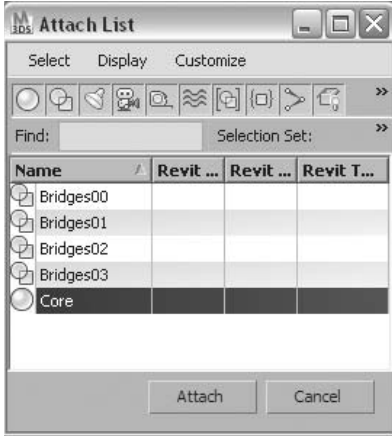 Attach List
Select Display Customize
Find: Selection Set:
Name Revit ... Revit ... Revit T...
Bridges00
Bridges01
Bridges02
Bridges03
Core
Attach Cancel